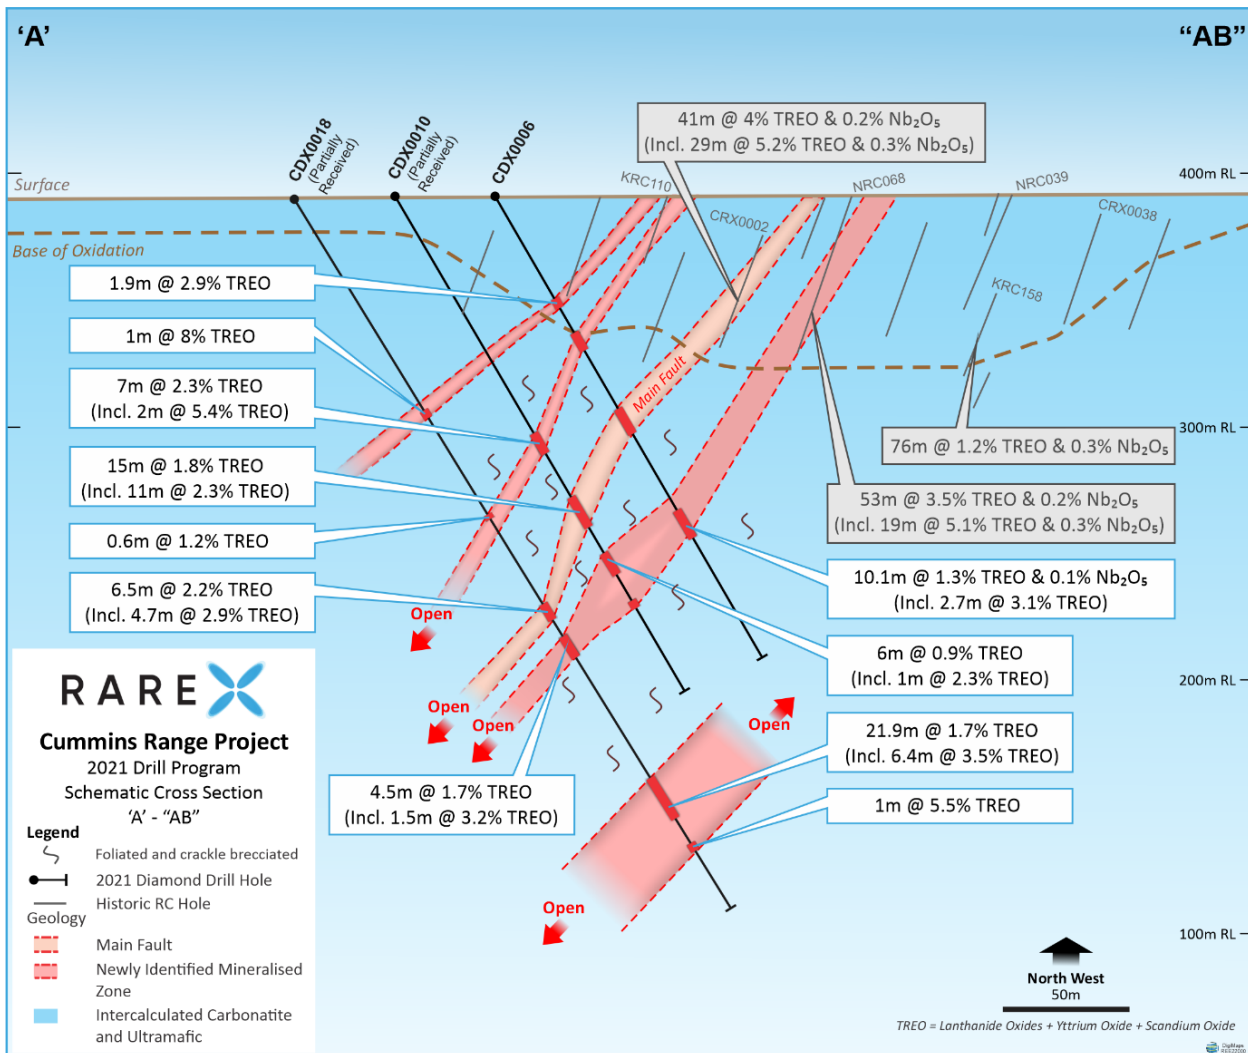 ‘A’
“AB”
CDX0018
(Partially
Received)
CDX0010
(Partially
Received)
CDX0006
41m @ 4% TREO & 0.2% Nb₂O₅
(Incl. 29m @ 5.2% TREO & 0.3% Nb₂O₅)
400m RL
Surface
KRC110
NRC068
NRC039
CRX0002
CRX0038
Base of Oxidation
1.9m @ 2.9% TREO
KRC158
1m @ 8% TREO
Main Fault
7m @ 2.3% TREO
(Incl. 2m @ 5.4% TREO)
300m RL
76m @ 1.2% TREO & 0.3% Nb₂O₅
15m @ 1.8% TREO
(Incl. 11m @ 2.3% TREO)
53m @ 3.5% TREO & 0.2% Nb₂O₅
(Incl. 19m @ 5.1% TREO & 0.3% Nb₂O₅)
0.6m @ 1.2% TREO
10.1m @ 1.3% TREO & 0.1% Nb₂O₅
(Incl. 2.7m @ 3.1% TREO)
6.5m @ 2.2% TREO
(Incl. 4.7m @ 2.9% TREO)
Open
6m @ 0.9% TREO
(Incl. 1m @ 2.3% TREO)
200m RL
Open
Open
Open
21.9m @ 1.7% TREO
(Incl. 6.4m @ 3.5% TREO)
4.5m @ 1.7% TREO
(Incl. 1.5m @ 3.2% TREO)
1m @ 5.5% TREO
Open
100m RL
RAREX
Cummins Range Project
2021 Drill Program
Schematic Cross Section
‘A’ - “AB”
Legend
Foliated and crackle brecciated
2021 Diamond Drill Hole
Historic RC Hole
Geology
Main Fault
Newly Identified Mineralised
Zone
Intercalculated Carbonatite
and Ultramafic
North West
50m
TREO = Lanthanide Oxides + Yttrium Oxide + Scandium Oxide
DigiMaps